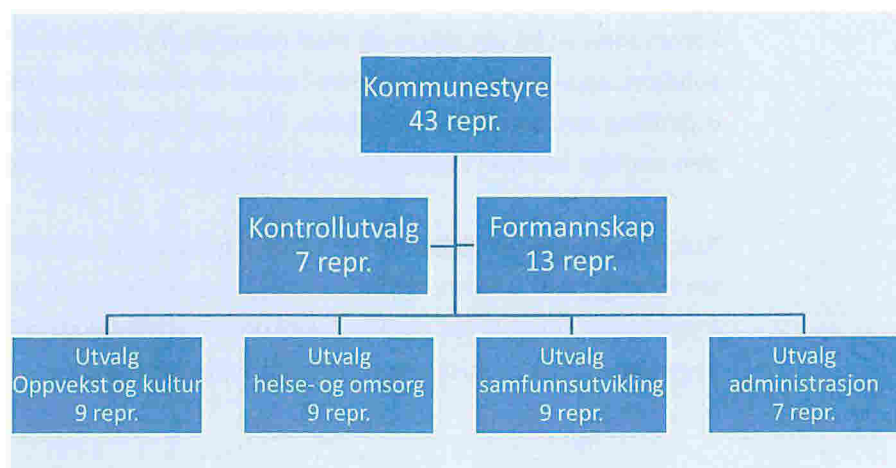 Kommunestyre
43 repr.
Kontrollutvalg
7 repr.
Formannskap
13 repr.
Utvalg
Oppvekst og kultur
9 repr.
Utvalg
helse- og omsorg
9 repr.
Utvalg
samfunnsutvikling
9 repr.
Utvalg
administrasjon
7 repr.